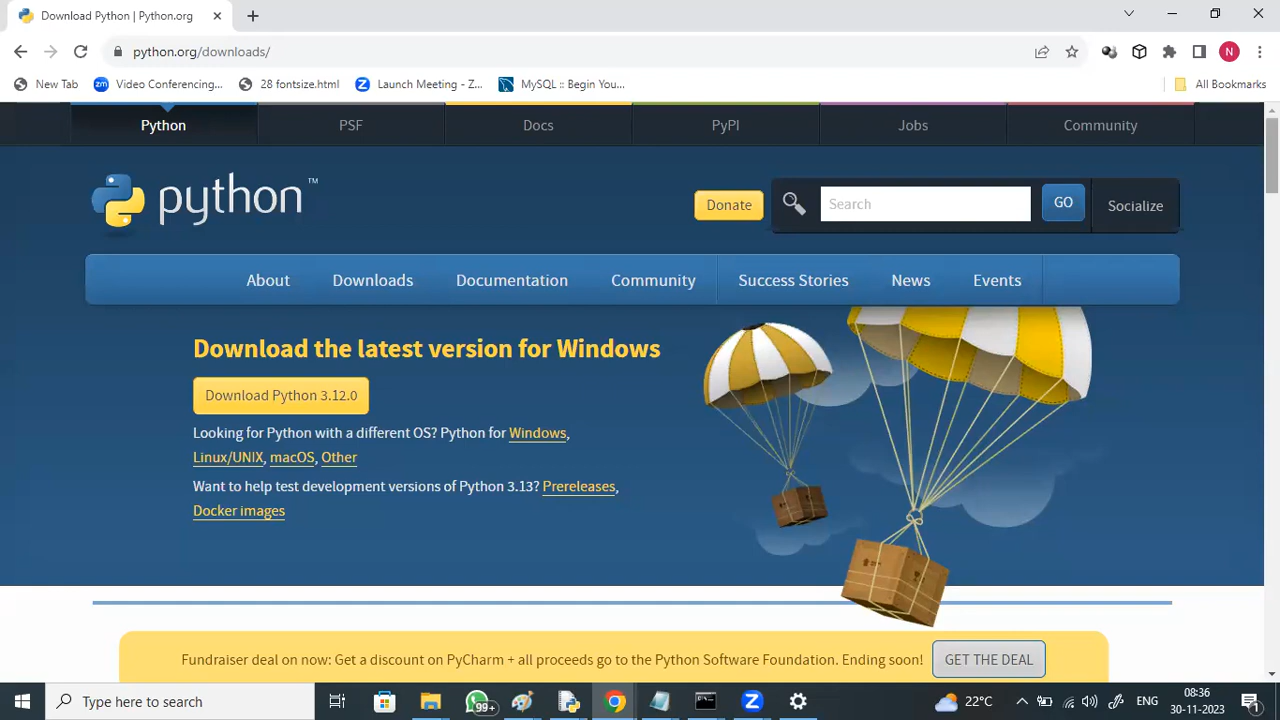 Download Python | Python.org
python.org/downloads/
N
New Tab
Video Conferencing...
28 fontsize.html
Launch Meeting - Z...
MySQL :: Begin You...
All Bookmarks
Python
PSF
Docs
PyPI
Jobs
Community
python™
Donate
Search
GO
Socialize
About
Downloads
Documentation
Community
Success Stories
News
Events
Download the latest version for Windows
Download Python 3.12.0
Looking for Python with a different OS? Python for Windows,
Linux/UNIX, macOS, Other
Want to help test development versions of Python 3.13? Prereleases,
Docker images
Fundraiser deal on now: Get a discount on PyCharm + all proceeds go to the Python Software Foundation. Ending soon!
GET THE DEAL
Type here to search
99+
22°C
ENG
08:36
30-11-2023
1